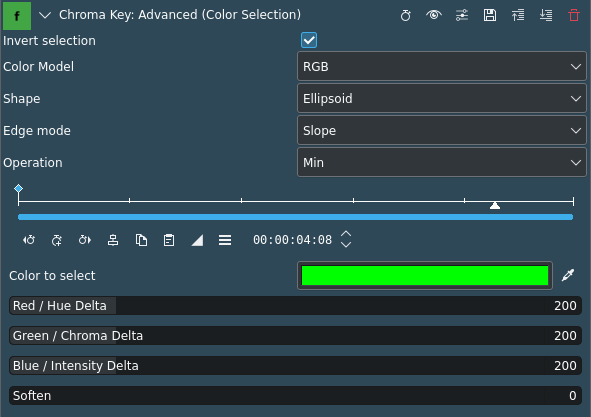 f Chroma Key: Advanced (Color Selection)
Invert selection
Color Model RGB
Shape Ellipsoid
Edge mode Slope
Operation Min
00:00:04:08
Color to select
Red / Hue Delta 200
Green / Chroma Delta 200
Blue / Intensity Delta 200
Soften 0